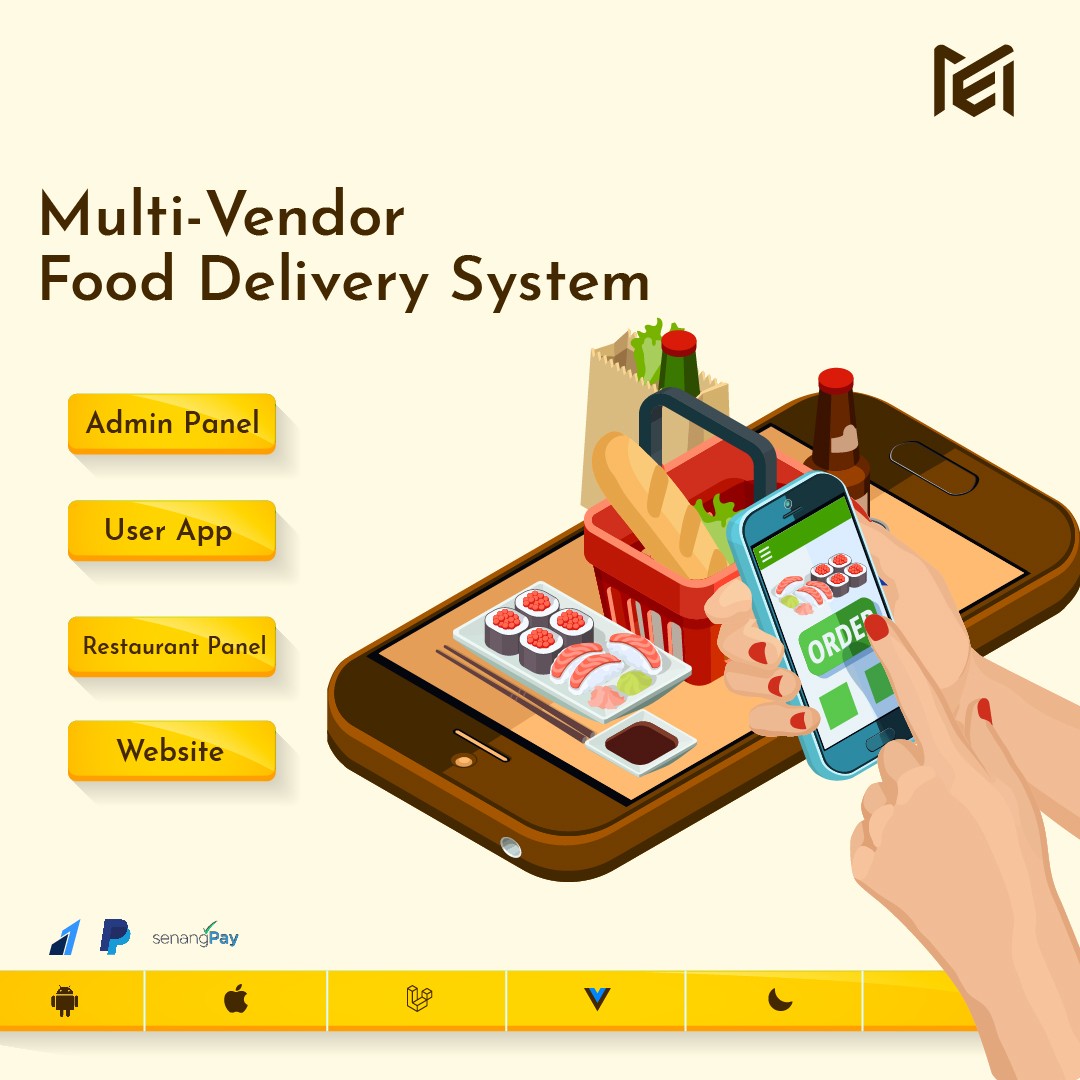 Multi-Vendor
Food Delivery System
Admin Panel
User App
Restaurant Panel
Website
ORDER
senangPay